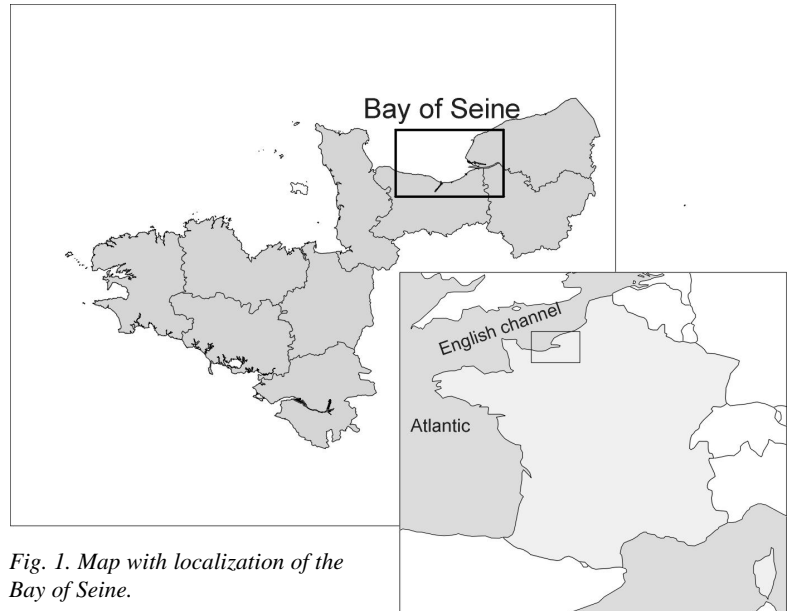 Bay of Seine
English channel
Atlantic
Fig. 1. Map with localization of the
Bay of Seine.